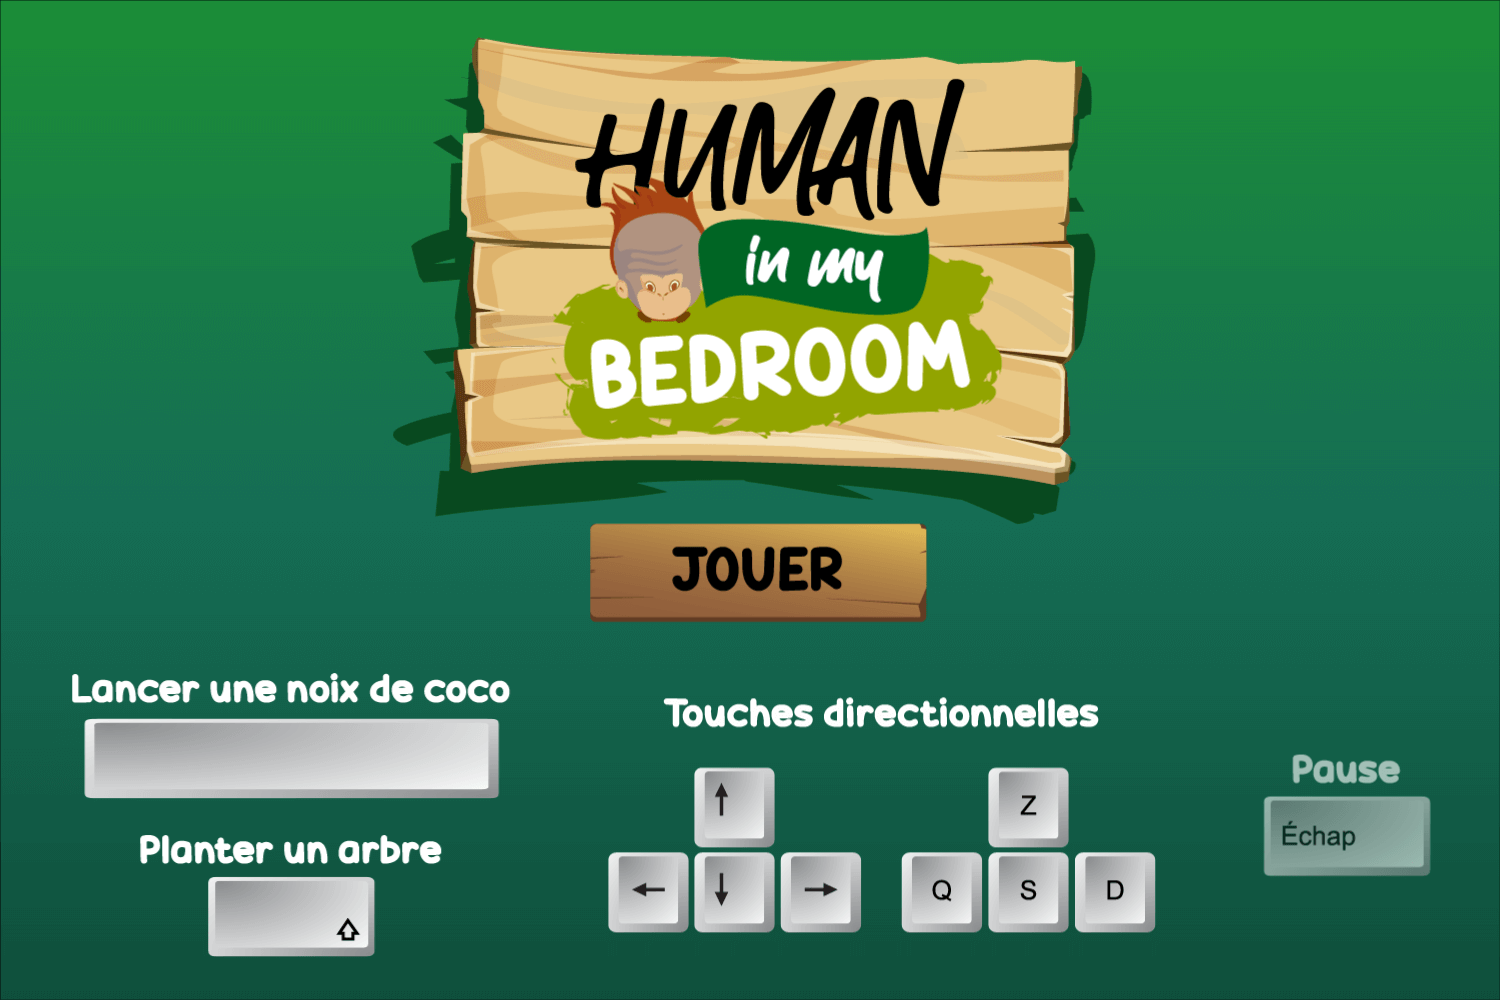 HUMAN
in my
BEDROOM
JOUER
Lancer une noix de coco
Planter un arbre
Touches directionnelles
↑
← ↓ →
Z
Q S D
Pause
Échap